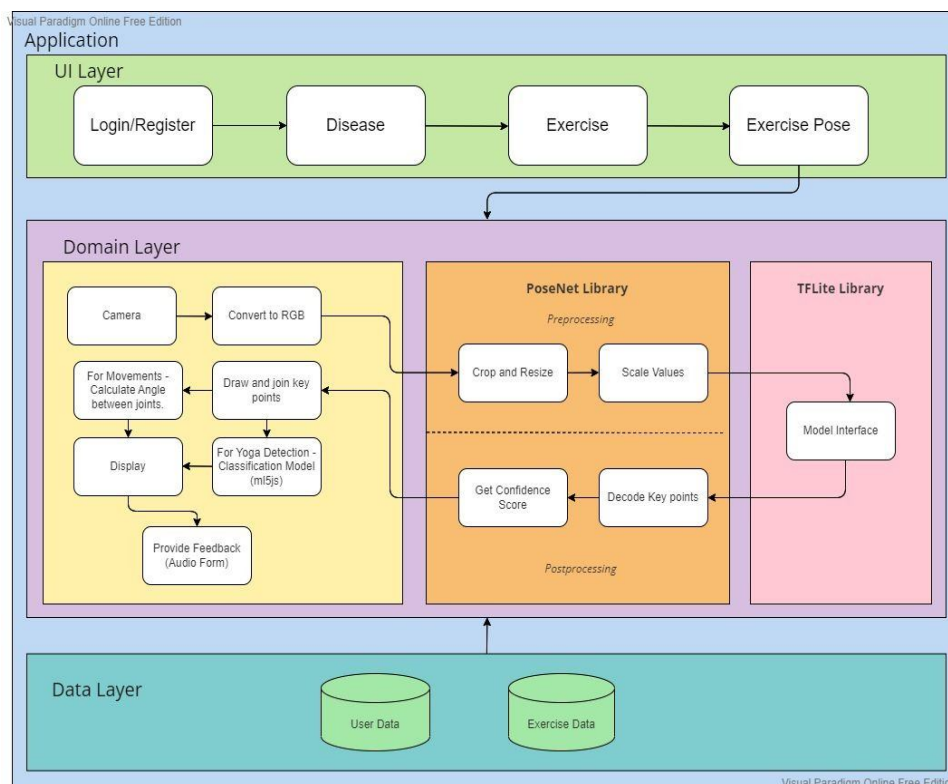 Visual Paradigm Online Free Edition
Application
UI Layer
Login/Register
Disease
Exercise
Exercise Pose
Domain Layer
Camera
Convert to RGB
For Movements -
Calculate Angle
between joints.
Draw and join key
points
Display
For Yoga Detection -
Classification Model
(ml5js)
Provide Feedback
(Audio Form)
PoseNet Library
Preprocessing
Crop and Resize
Scale Values
Get Confidence
Score
Decode Key points
Postprocessing
TFLite Library
Model Interface
Data Layer
User Data
Exercise Data
Visual Paradigm Online Free Editio